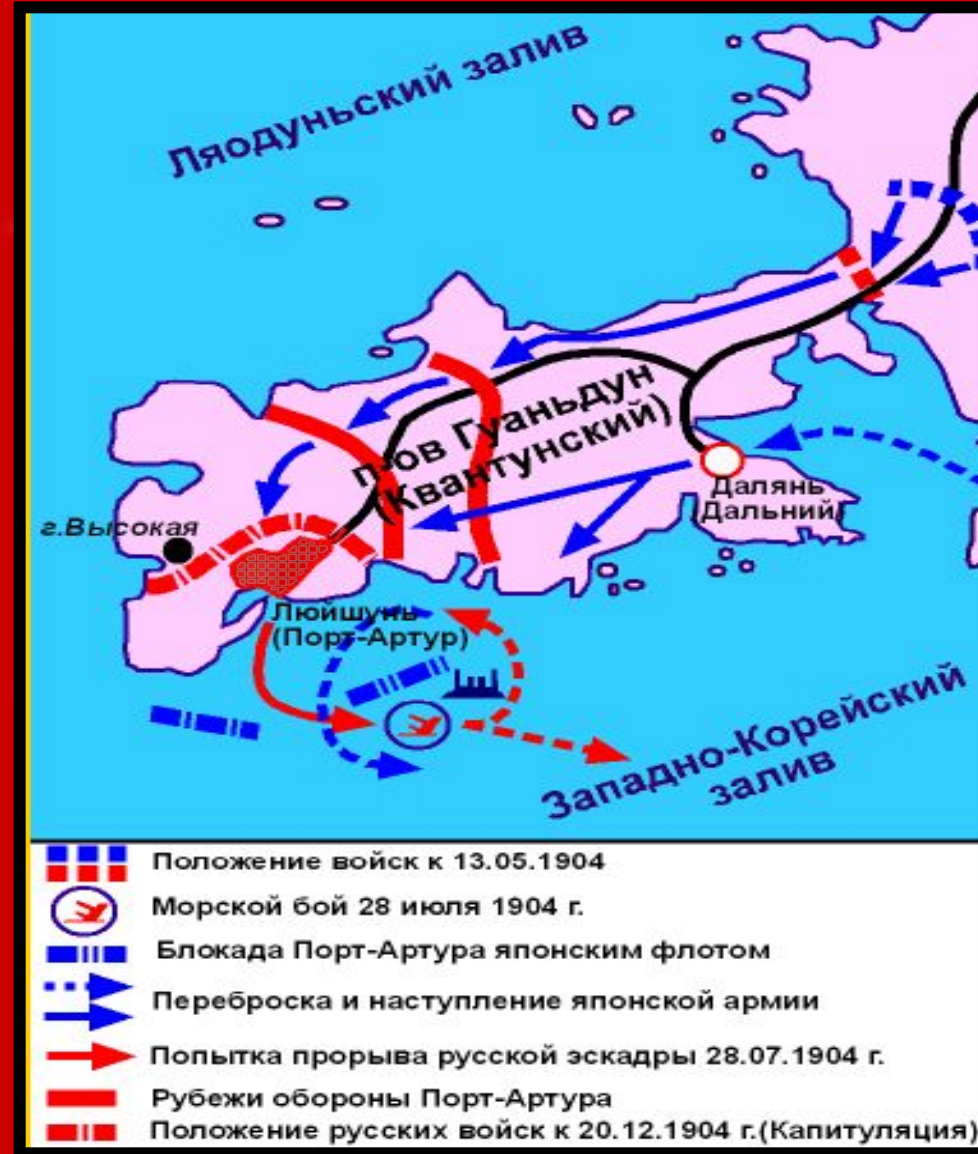 Ляодуньский залив
п-ов Гуаньдун
(Квантунский)
Далянь
(Дальний)
г.Высокая
Люйшунь
(Порт-Артур)
Западно-Корейский
залив
Положение войск к 13.05.1904
Морской бой 28 июля 1904 г.
Блокада Порт-Артура японским флотом
Переброска и наступление японской армии
Попытка прорыва русской эскадры 28.07.1904 г.
Рубежи обороны Порт-Артура
Положение русских войск к 20.12.1904 г.(Капитуляция)